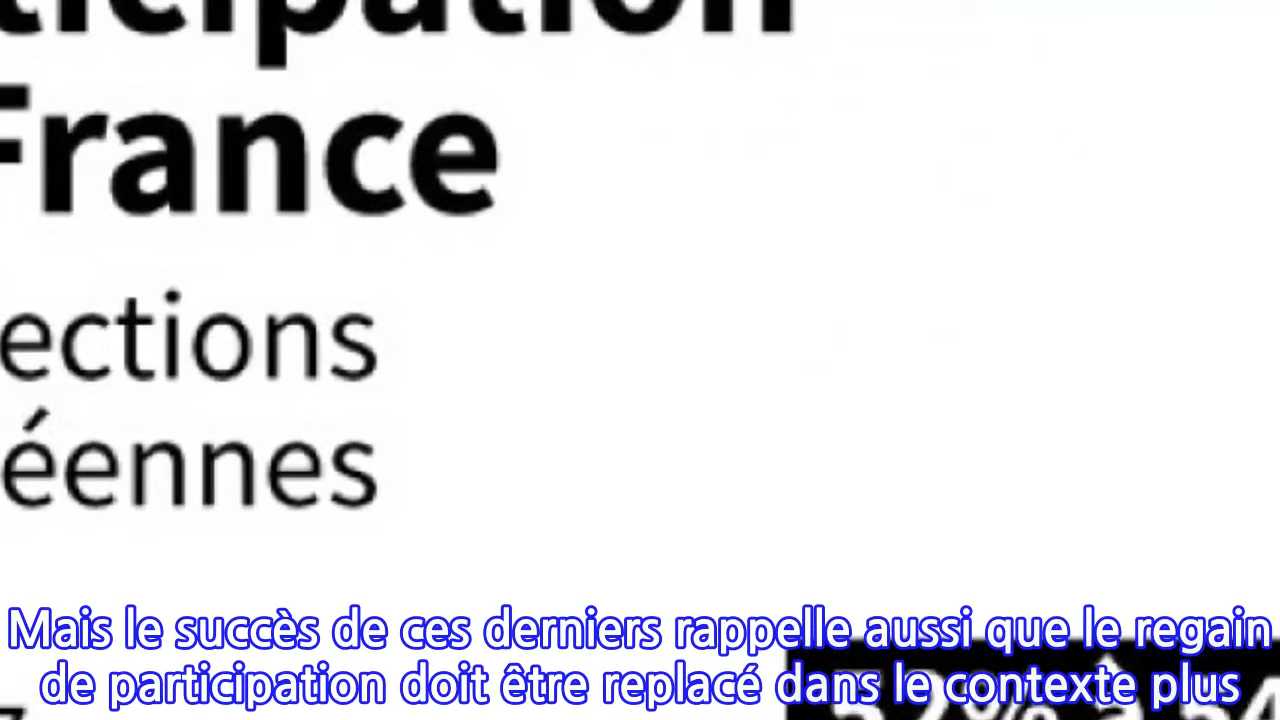 ticipation
France
ections
éennes
Mais le succès de ces derniers rappelle aussi que le regain
de participation doit être replacé dans le contexte plus